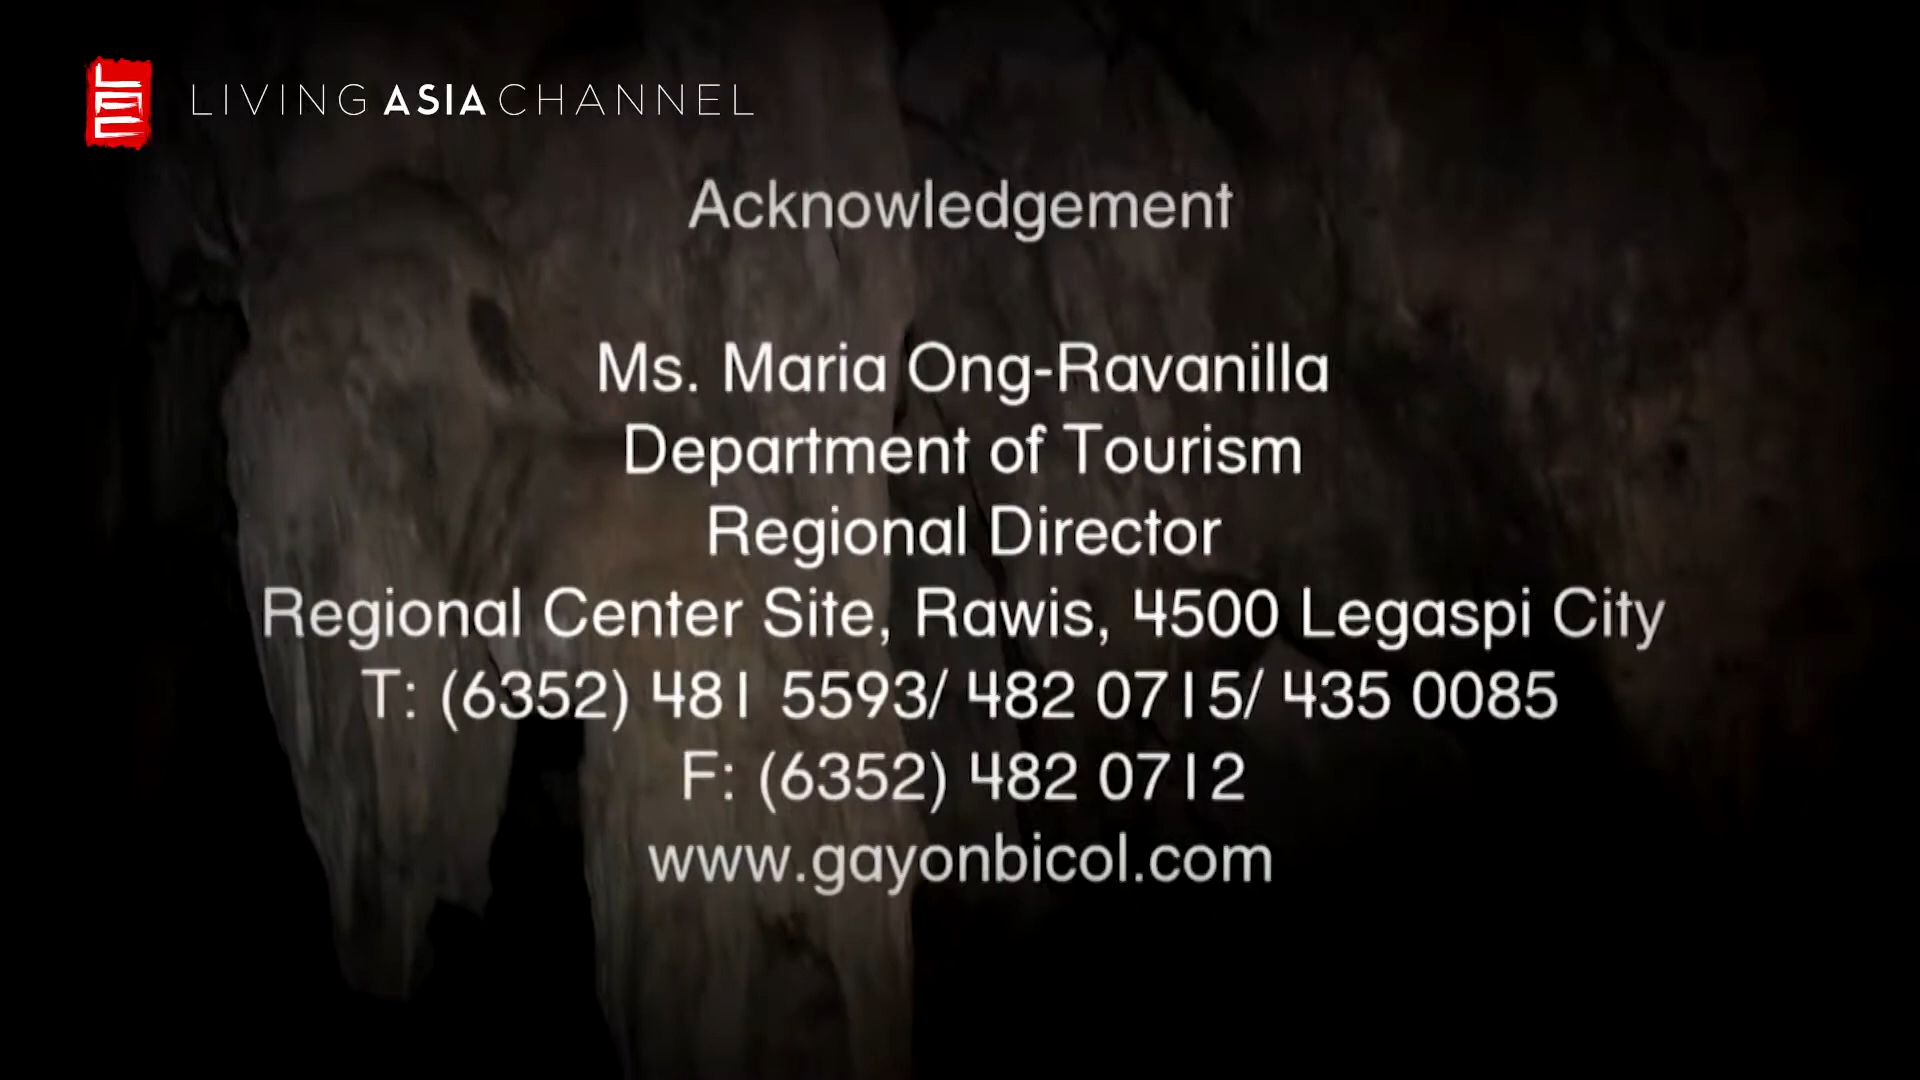 LIVING ASIA CHANNEL
Acknowledgement
Ms. Maria Ong-Ravanilla
Department of Tourism
Regional Director
Regional Center Site, Rawis, 4500 Legaspi City
T: (6352) 481 5593/ 482 0715/ 435 0085
F: (6352) 482 0712
www.gayonbicol.com